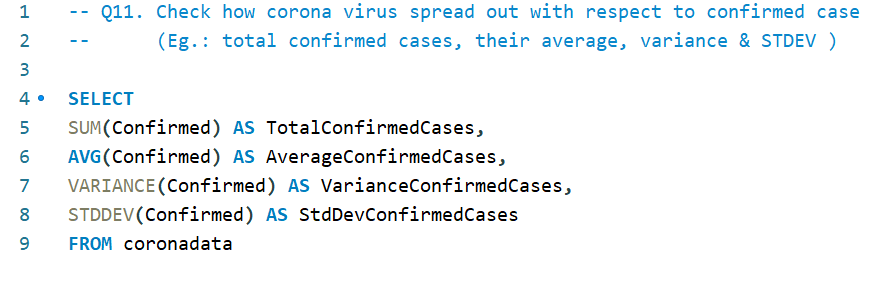 1 -- Q11. Check how corona virus spread out with respect to confirmed case
2 -- (Eg.: total confirmed cases, their average, variance & STDEV )
3
4 SELECT
5 SUM(Confirmed) AS TotalConfirmedCases,
6 AVG(Confirmed) AS AverageConfirmedCases,
7 VARIANCE(Confirmed) AS VarianceConfirmedCases,
8 STDDEV(Confirmed) AS StdDevConfirmedCases
9 FROM coronadata